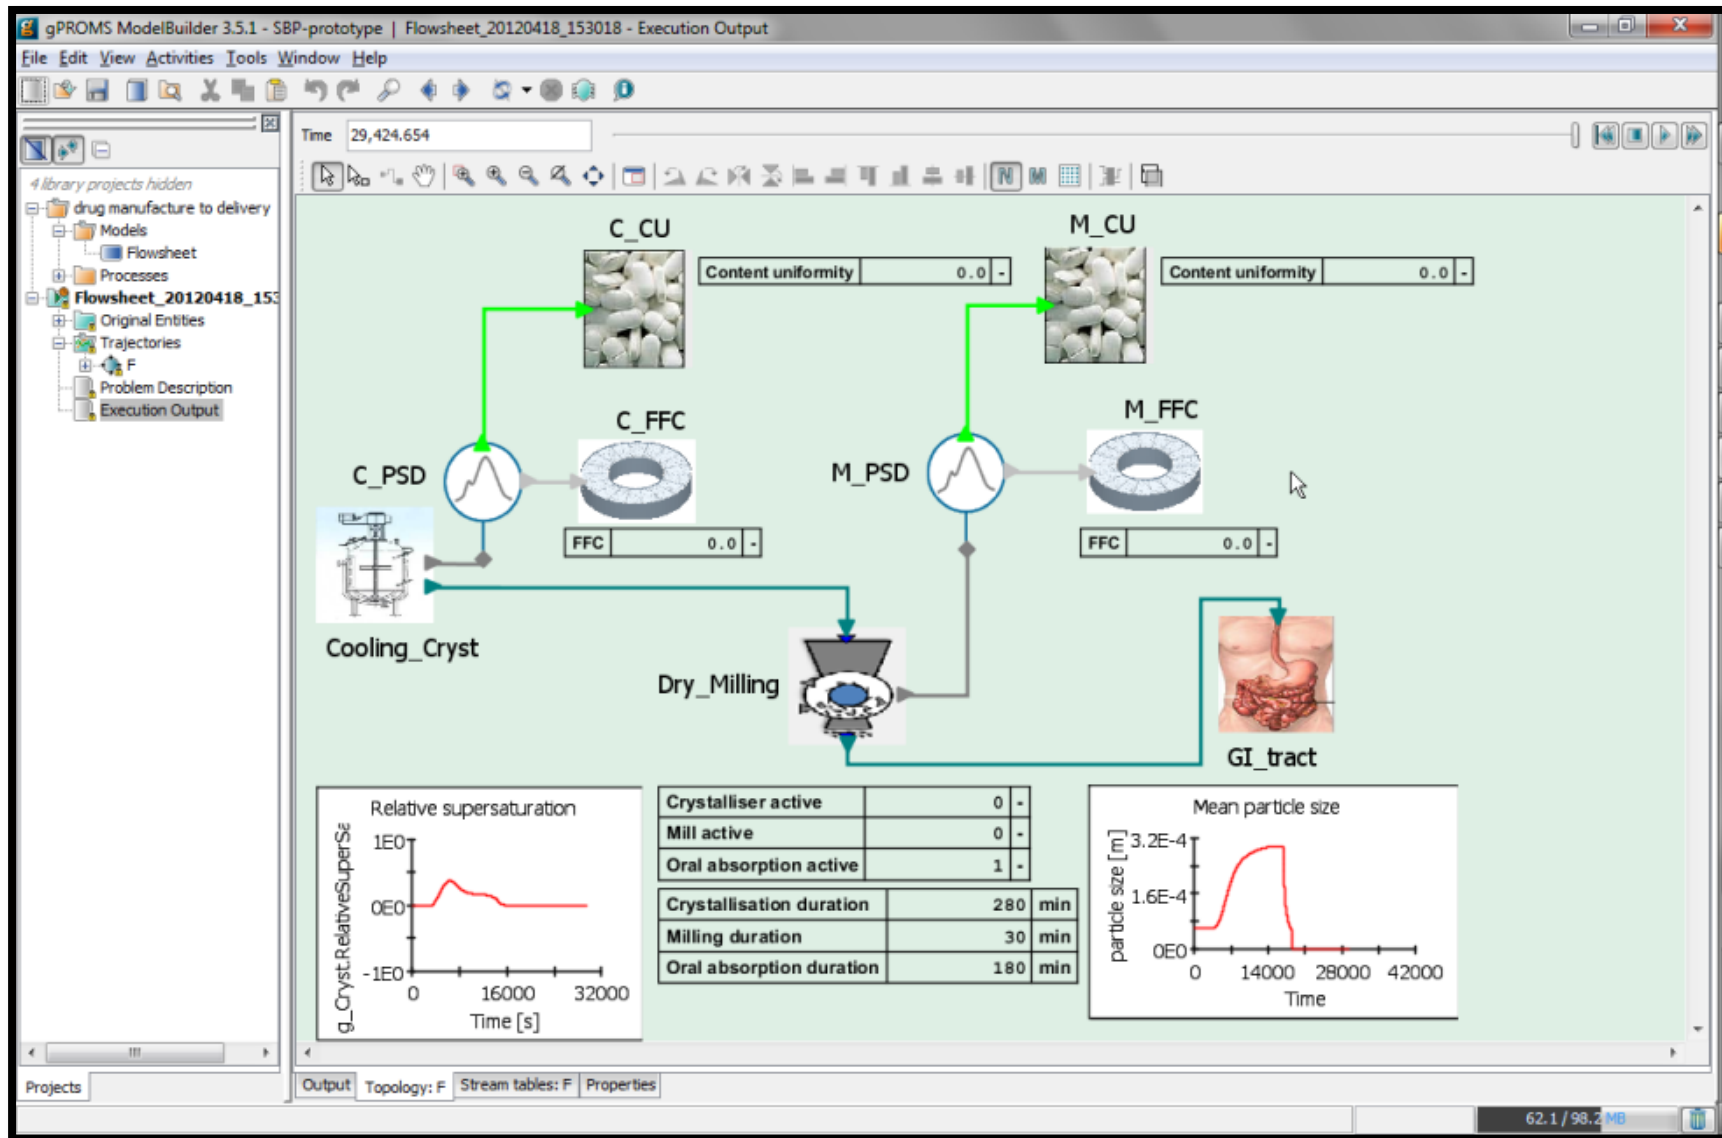 gPROMS ModelBuilder 3.5.1 - SBP-prototype | Flowsheet_20120418_153018 - Execution Output
File Edit View Activities Tools Window Help
Time 29,424.654
4 library projects hidden
drug manufacture to delivery
Models
Flowsheet
Processes
Flowsheet_20120418_153
Original Entities
Trajectories
F
Problem Description
Execution Output
Projects
C_CU
Content uniformity 0.0 -
M_CU
Content uniformity 0.0 -
C_FFC
M_FFC
C_PSD
M_PSD
FFC 0.0 -
FFC 0.0 -
Cooling_Cryst
Dry_Milling
GI_tract
Relative supersaturation
g_Cryst.RelativeSuperSa
1E0
0E0
-1E0
0 16000 32000
Time [s]
Crystalliser active 0 -
Mill active 0 -
Oral absorption active 1 -
Crystallisation duration 280 min
Milling duration 30 min
Oral absorption duration 180 min
Mean particle size
particle size [m]
3.2E-4
1.6E-4
0E0
0 14000 28000 42000
Time
Output Topology: F Stream tables: F Properties
62.1 / 98.2 MB